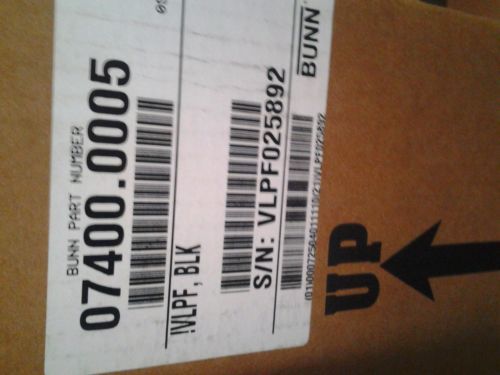 BUNN PART NUMBER
07400.0005
!VLPF, BLK
S/N: VLPF025892
BUNN
UP